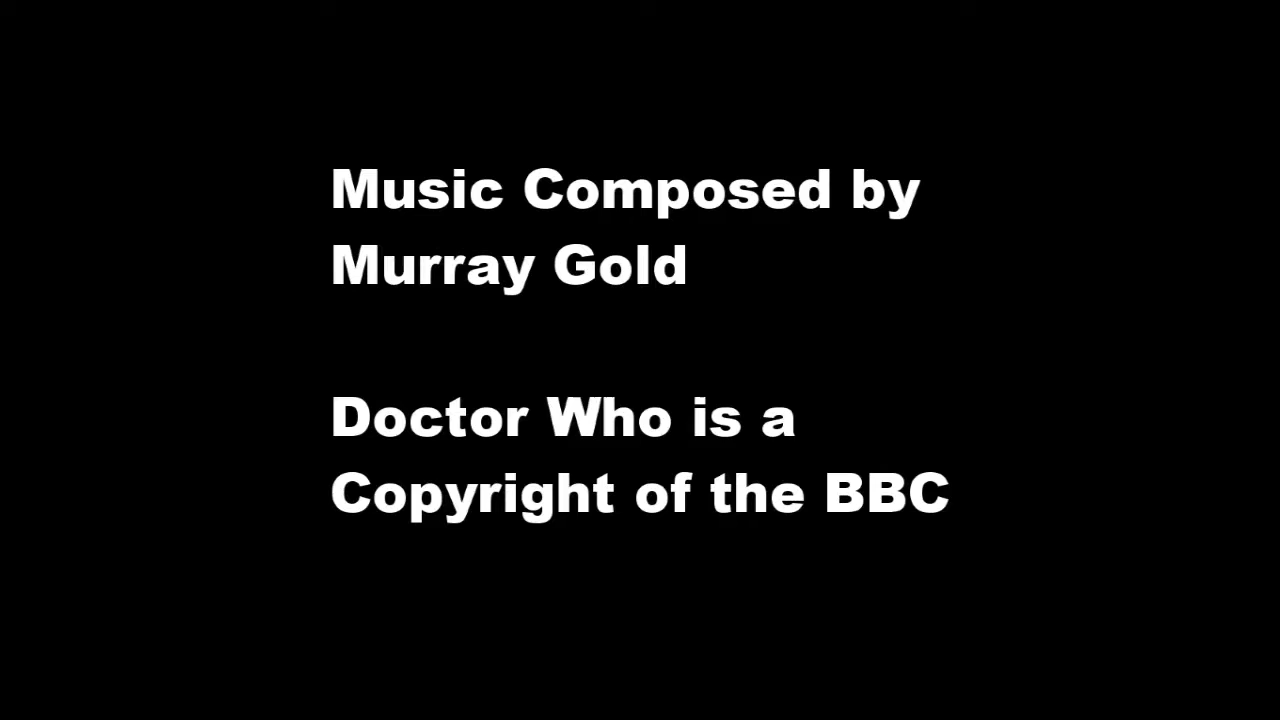 Music Composed by
Murray Gold
Doctor Who is a
Copyright of the BBC